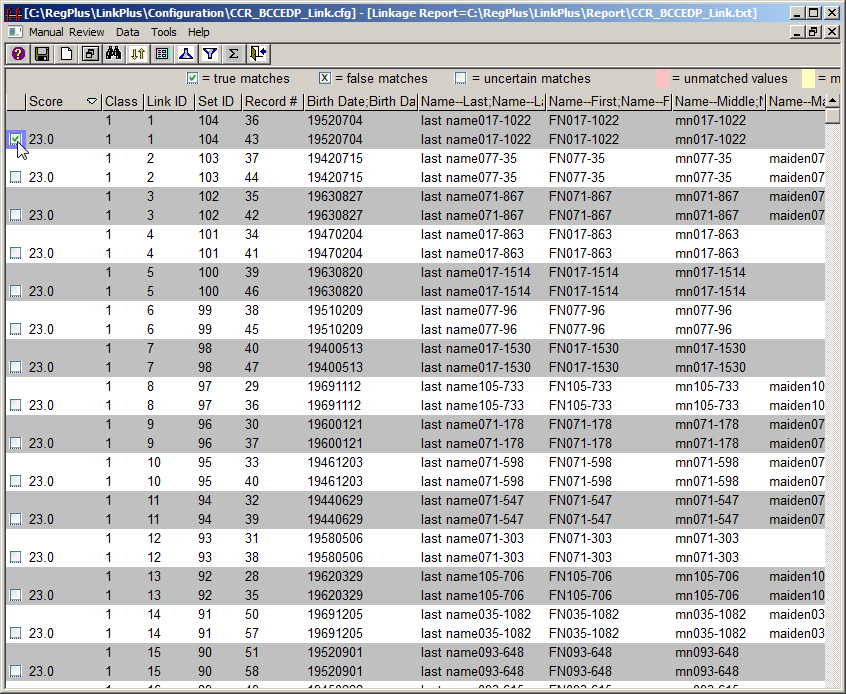 [C:\RegPlus\LinkPlus\Configuration\CCR_BCCEDP_Link.cfg] - [Linkage Report=C:\RegPlus\LinkPlus\Report\CCR_BCCEDP_Link.txt]
Manual Review Data Tools Help
= true matches = false matches = uncertain matches = unmatched values = m
Score Class Link ID Set ID Record # Birth Date;Birth Da Name--Last;Name--La Name--First;Name--F Name--Middle;N Name--Ma
1 1 104 36 19520704 last name017-1022 FN017-1022 mn017-1022
23.0 1 1 104 43 19520704 last name017-1022 FN017-1022 mn017-1022
1 2 103 37 19420715 last name077-35 FN077-35 mn077-35 maiden07
23.0 1 2 103 44 19420715 last name077-35 FN077-35 mn077-35 maiden07
1 3 102 35 19630827 last name071-867 FN071-867 mn071-867 maiden07
23.0 1 3 102 42 19630827 last name071-867 FN071-867 mn071-867 maiden07
1 4 101 34 19470204 last name017-863 FN017-863 mn017-863
23.0 1 4 101 41 19470204 last name017-863 FN017-863 mn017-863
1 5 100 39 19630820 last name017-1514 FN017-1514 mn017-1514
23.0 1 5 100 46 19630820 last name017-1514 FN017-1514 mn017-1514
1 6 99 38 19510209 last name077-96 FN077-96 mn077-96
23.0 1 6 99 45 19510209 last name077-96 FN077-96 mn077-96
1 7 98 40 19400513 last name017-1530 FN017-1530 mn017-1530
23.0 1 7 98 47 19400513 last name017-1530 FN017-1530 mn017-1530
1 8 97 29 19691112 last name105-733 FN105-733 mn105-733 maiden10
23.0 1 8 97 36 19691112 last name105-733 FN105-733 mn105-733 maiden10
1 9 96 30 19600121 last name071-178 FN071-178 mn071-178 maiden07
23.0 1 9 96 37 19600121 last name071-178 FN071-178 mn071-178 maiden07
1 10 95 33 19461203 last name071-598 FN071-598 mn071-598 maiden07
23.0 1 10 95 40 19461203 last name071-598 FN071-598 mn071-598 maiden07
1 11 94 32 19440629 last name071-547 FN071-547 mn071-547 maiden07
23.0 1 11 94 39 19440629 last name071-547 FN071-547 mn071-547 maiden07
1 12 93 31 19580506 last name071-303 FN071-303 mn071-303
23.0 1 12 93 38 19580506 last name071-303 FN071-303 mn071-303
1 13 92 28 19620329 last name105-706 FN105-706 mn105-706 maiden10
23.0 1 13 92 35 19620329 last name105-706 FN105-706 mn105-706 maiden10
1 14 91 50 19691205 last name035-1082 FN035-1082 mn035-1082 maiden03
23.0 1 14 91 57 19691205 last name035-1082 FN035-1082 mn035-1082 maiden03
1 15 90 51 19520901 last name093-648 FN093-648 mn093-648
23.0 1 15 90 58 19520901 last name093-648 FN093-648 mn093-648